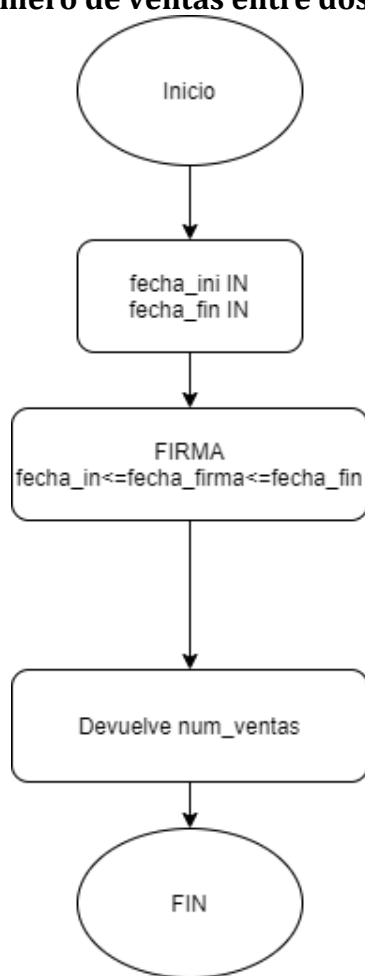 mero de ventas entre dos
Inicio
fecha_ini IN
fecha_fin IN
FIRMA
fecha_in<=fecha_firma<=fecha_fin
Devuelve num_ventas
FIN